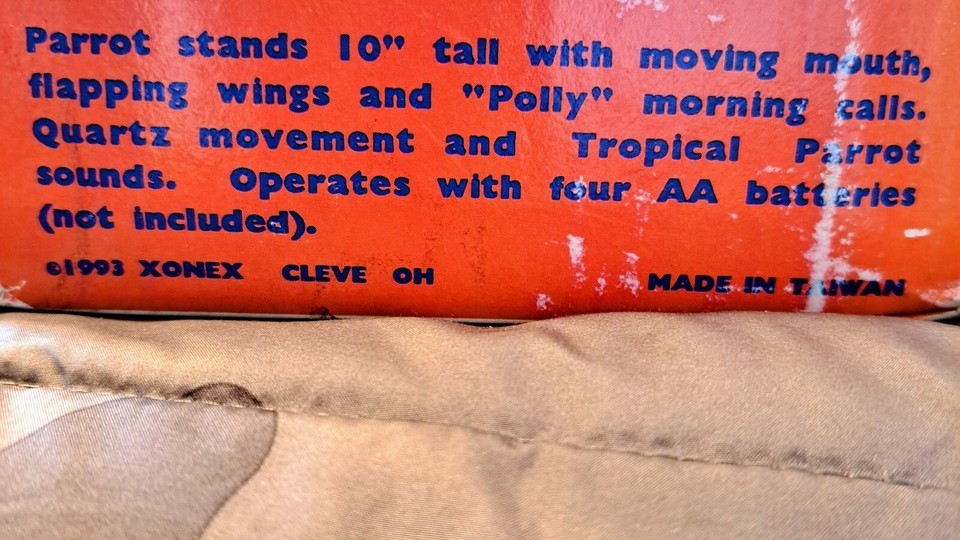 Parrot stands 10" tall with moving mouth,
flapping wings and "Polly" morning calls.
Quartz movement and Tropical Parrot
sounds. Operates with four AA batteries
(not included).
©1993 XONEX CLEVE OH MADE IN TAIWAN